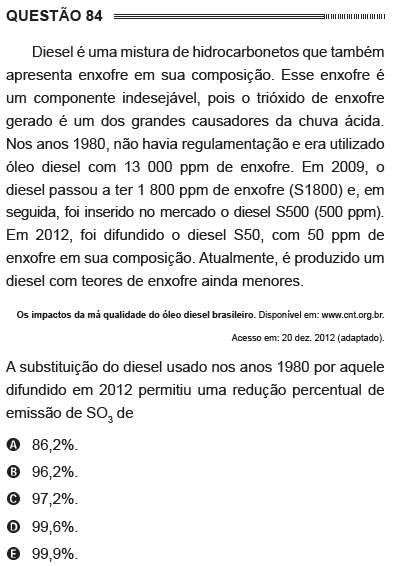 QUESTÃO 84
Diesel é uma mistura de hidrocarbonetos que também
apresenta enxofre em sua composição. Esse enxofre é
um componente indesejável, pois o trióxido de enxofre
gerado é um dos grandes causadores da chuva ácida.
Nos anos 1980, não havia regulamentação e era utilizado
óleo diesel com 13 000 ppm de enxofre. Em 2009, o
diesel passou a ter 1 800 ppm de enxofre (S1800) e, em
seguida, foi inserido no mercado o diesel S500 (500 ppm).
Em 2012, foi difundido o diesel S50, com 50 ppm de
enxofre em sua composição. Atualmente, é produzido um
diesel com teores de enxofre ainda menores.
Os impactos da má qualidade do óleo diesel brasileiro. Disponível em: www.cnt.org.br.
Acesso em: 20 dez. 2012 (adaptado).
A substituição do diesel usado nos anos 1980 por aquele
difundido em 2012 permitiu uma redução percentual de
emissão de SO₃ de
A 86,2%.
B 96,2%.
C 97,2%.
D 99,6%.
E 99,9%.